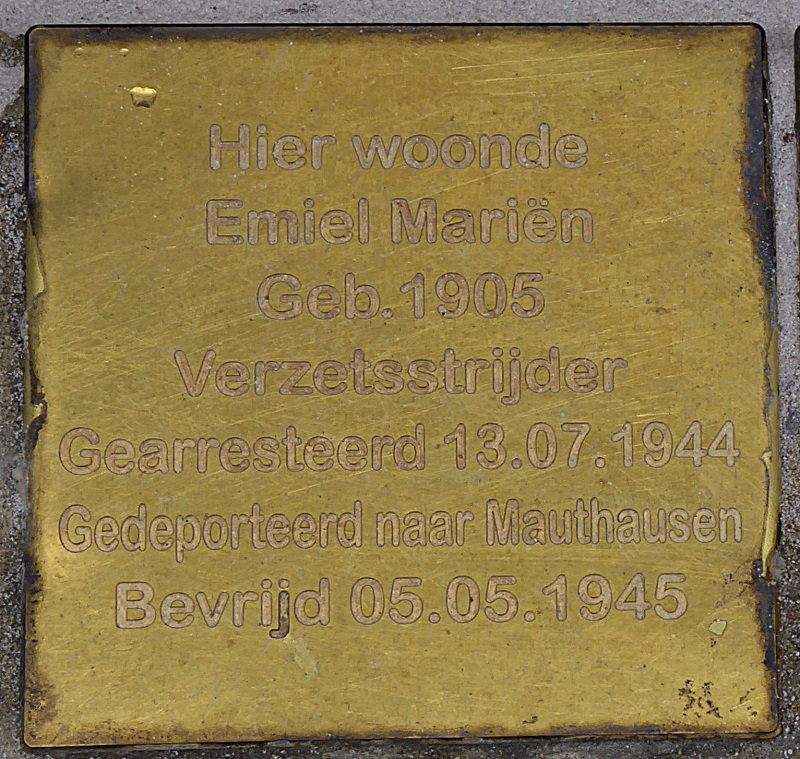 Hier woonde
Emiel Mariën
Geb.1905
Verzetsstrijder
Gearresteerd 13.07.1944
Gedeporteerd naar Mauthausen
Bevrijd 05.05.1945